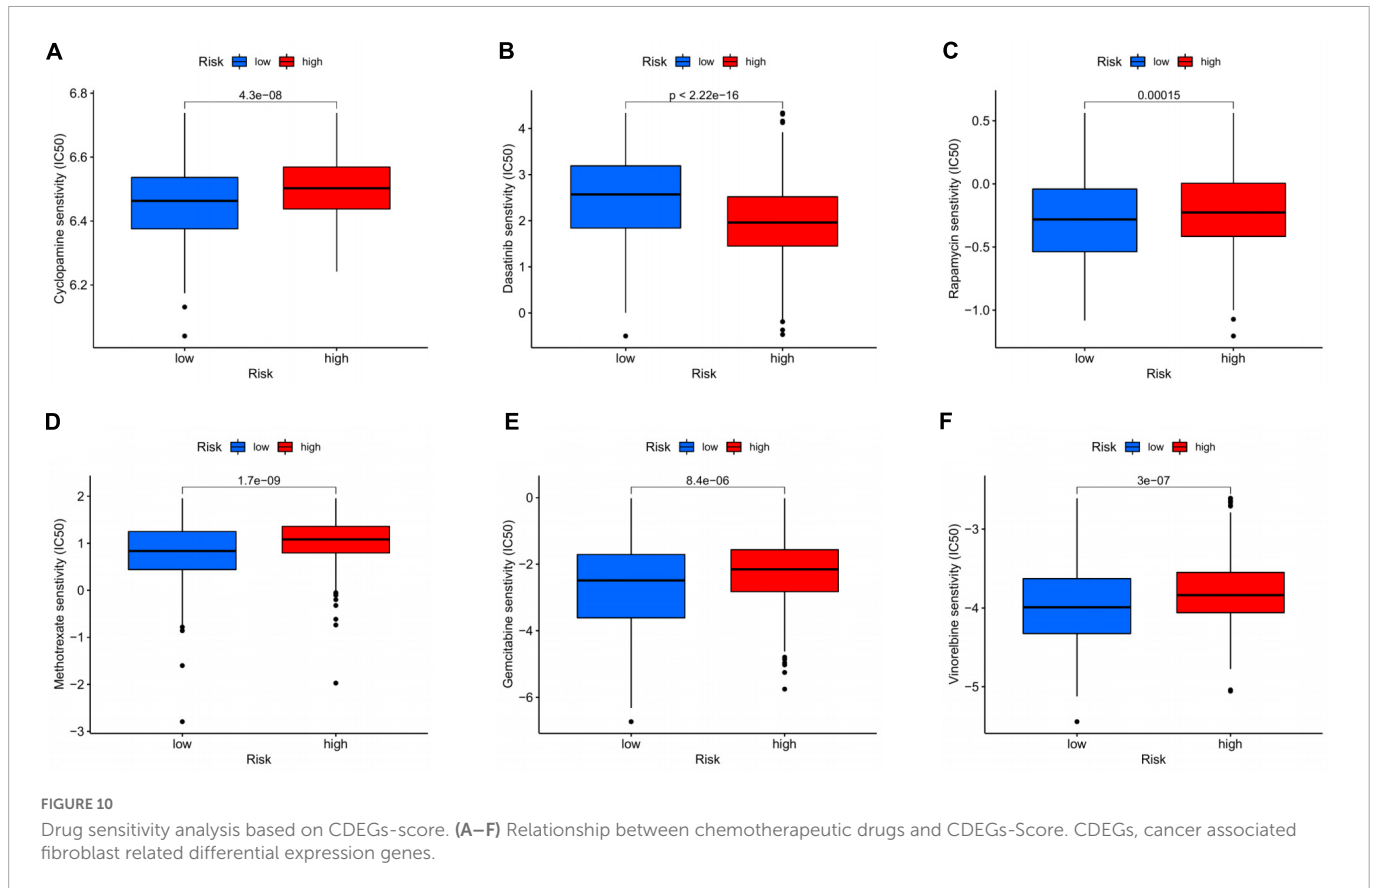 A
Risk low high
4.3e−08
6.8
6.6
6.4
6.2
Cyclopamine senstivity (IC50)
low high
Risk
B
Risk low high
p < 2.22e−16
4
3
2
1
0
Dasatinib senstivity (IC50)
low high
Risk
C
Risk low high
0.00015
0.5
0.0
−0.5
−1.0
Rapamycin senstivity (IC50)
low high
Risk
D
Risk low high
1.7e−09
2
1
0
−1
−2
−3
Methotrexate senstivity (IC50)
low high
Risk
E
Risk low high
8.4e−06
0
−2
−4
−6
Gemcitabine senstivity (IC50)
low high
Risk
F
Risk low high
3e−07
−3
−4
−5
Vinorelbine senstivity (IC50)
low high
Risk
FIGURE 10
Drug sensitivity analysis based on CDEGs-score. (A–F) Relationship between chemotherapeutic drugs and CDEGs-Score. CDEGs, cancer associated
fibroblast related differential expression genes.